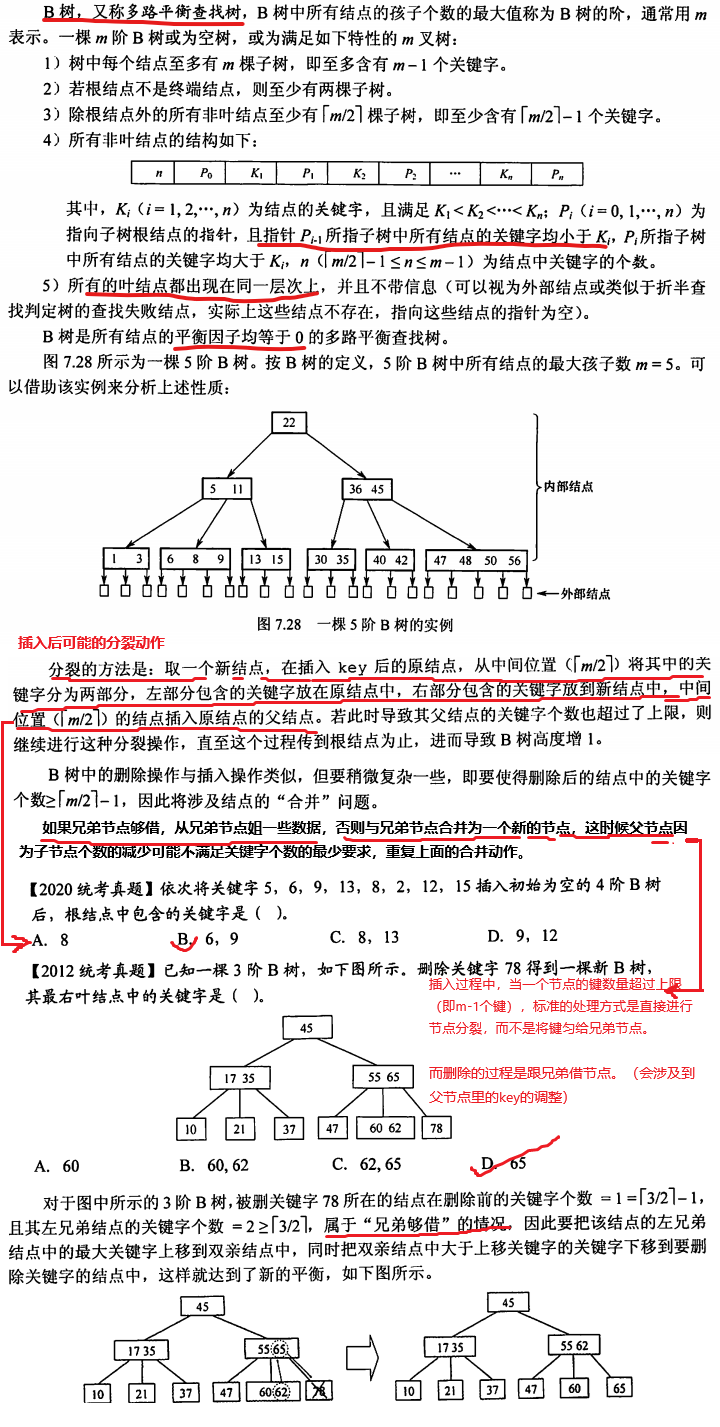 B 树，又称多路平衡查找树，B 树中所有结点的孩子个数的最大值称为 B 树的阶，通常用 m
表示。一棵 m 阶 B 树或为空树，或为满足如下特性的 m 叉树：
1）树中每个结点至多有 m 棵子树，即至多含有 m−1 个关键字。
2）若根结点不是终端结点，则至少有两棵子树。
3）除根结点外的所有非叶结点至少有⌈m/2⌉棵子树，即至少含有⌈m/2⌉−1 个关键字。
4）所有非叶结点的结构如下：
n P₀ K₁ P₁ K₂ P₂ … Kₙ Pₙ
其中，Kᵢ（i = 1, 2,…, n）为结点的关键字，且满足 K₁ < K₂ <…< Kₙ；Pᵢ（i = 0, 1,…, n）为
指向子树根结点的指针，且指针 Pᵢ₋₁ 所指子树中所有结点的关键字均小于 Kᵢ，Pᵢ 所指子树
中所有结点的关键字均大于 Kᵢ，n（⌈m/2⌉−1 ≤ n ≤ m−1）为结点中关键字的个数。
5）所有的叶结点都出现在同一层次上，并且不带信息（可以视为外部结点或类似于折半查
找判定树的查找失败结点，实际上这些结点不存在，指向这些结点的指针为空）。
B 树是所有结点的平衡因子均等于 0 的多路平衡查找树。
图 7.28 所示为一棵 5 阶 B 树。按 B 树的定义，5 阶 B 树中所有结点的最大孩子数 m = 5。可
以借助该实例来分析上述性质：
22
5 11 36 45
内部结点
1 3 6 8 9 13 15 30 35 40 42 47 48 50 56
外部结点
图 7.28 一棵 5 阶 B 树的实例
插入后可能的分裂动作
分裂的方法是：取一个新结点，在插入 key 后的原结点，从中间位置（⌈m/2⌉）将其中的关
键字分为两部分，左部分包含的关键字放在原结点中，右部分包含的关键字放到新结点中，中间
位置（⌈m/2⌉）的结点插入原结点的父结点。若此时导致其父结点的关键字个数也超过了上限，则
继续进行这种分裂操作，直至这个过程传到根结点为止，进而导致 B 树高度增 1。
B 树中的删除操作与插入操作类似，但要稍微复杂一些，即要使得删除后的结点中的关键字
个数≥⌈m/2⌉−1，因此将涉及结点的“合并”问题。
如果兄弟节点够借，从兄弟节点姐一些数据，否则与兄弟节点合并为一个新的节点，这时候父节点因
为子节点个数的减少可能不满足关键字个数的最少要求，重复上面的合并动作。
【2020 统考真题】依次将关键字 5，6，9，13，8，2，12，15 插入初始为空的 4 阶 B 树
后，根结点中包含的关键字是（ ）。
A. 8 B. 6，9 C. 8，13 D. 9，12
【2012 统考真题】已知一棵 3 阶 B 树，如下图所示。删除关键字 78 得到一棵新 B 树，
其最右叶结点中的关键字是（ ）。
插入过程中，当一个节点的键数量超过上限
（即m-1个键），标准的处理方式是直接进行
节点分裂，而不是将键匀给兄弟节点。
而删除的过程是跟兄弟借节点。（会涉及到
父节点里的key的调整）
45
17 35 55 65
10 21 37 47 60 62 78
A. 60 B. 60, 62 C. 62, 65 D. 65
对于图中所示的 3 阶 B 树，被删关键字 78 所在的结点在删除前的关键字个数 = 1 = ⌈3/2⌉−1，
且其左兄弟结点的关键字个数 = 2 ≥ ⌈3/2⌉，属于“兄弟够借”的情况，因此要把该结点的左兄弟
结点中的最大关键字上移到双亲结点中，同时把双亲结点中大于上移关键字的关键字下移到要删
除关键字的结点中，这样就达到了新的平衡，如下图所示。
45 45
17 35 55 65 17 35 55 62
10 21 37 47 60 62 78 10 21 37 47 60 65